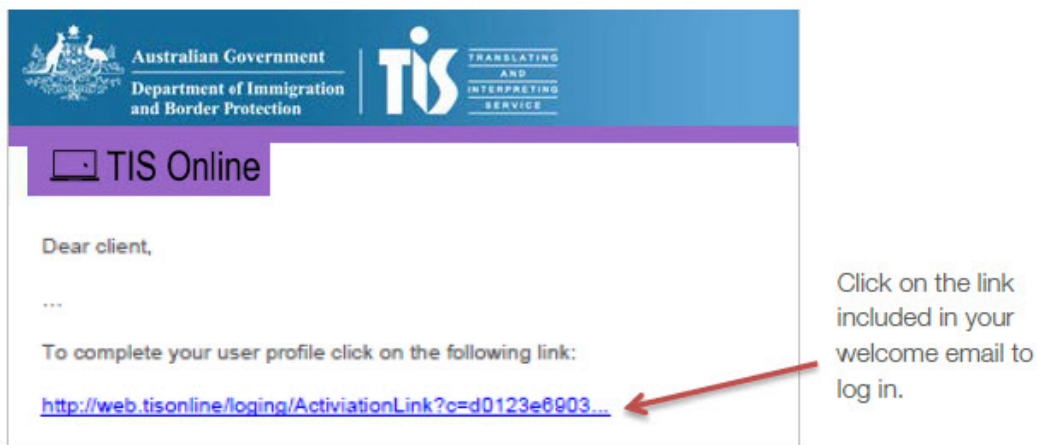 Australian Government
Department of Immigration
and Border Protection
TIS
TRANSLATING
AND
INTERPRETING
SERVICE
TIS Online
Dear client,
...
To complete your user profile click on the following link:
http://web.tisonline/loging/ActiviationLink?c=d0123e6903...
Click on the link
included in your
welcome email to
log in.